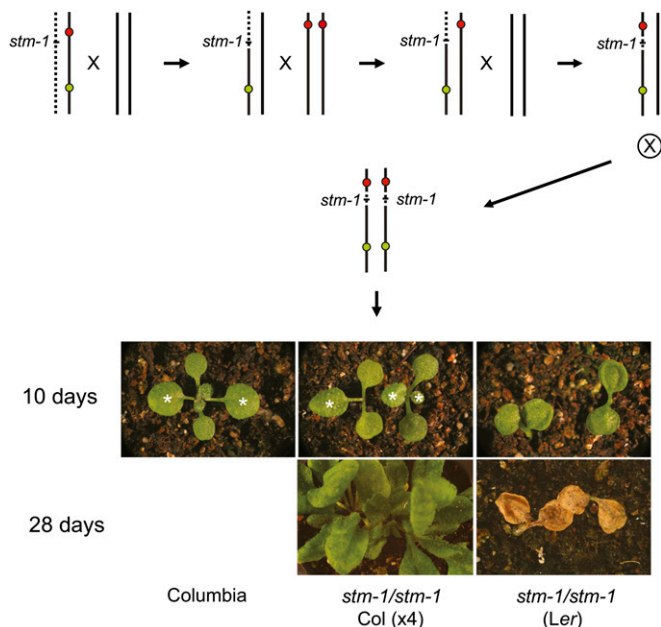 stm-1 X
stm-1 X
stm-1 X
stm-1
X
stm-1 stm-1
10 days
* *
* * *
28 days
Columbia
stm-1/stm-1
Col (x4)
stm-1/stm-1
(Ler)